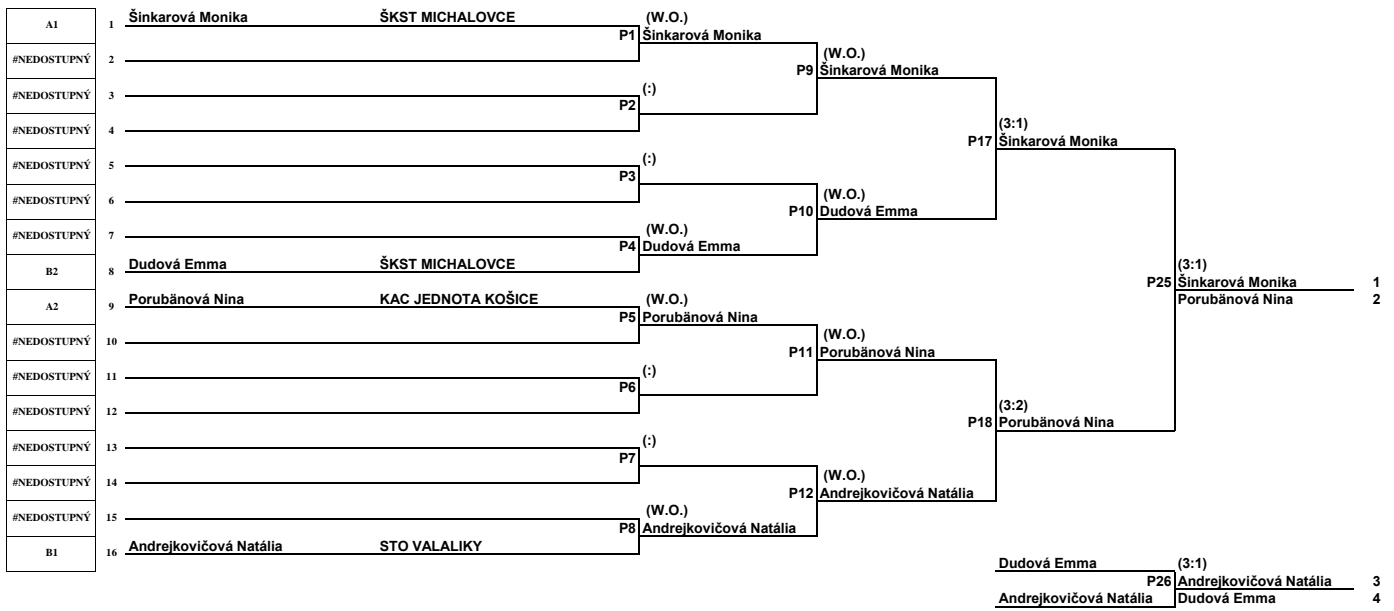 Šinkarová Monika ŠKST MICHALOVCE (W.O.)
A1 1 P1 Šinkarová Monika
#NEDOSTUPNÝ 2 (W.O.)
P9 Šinkarová Monika
#NEDOSTUPNÝ 3 (:)
P2
#NEDOSTUPNÝ 4 (3:1)
P17 Šinkarová Monika
#NEDOSTUPNÝ 5 (:)
P3
#NEDOSTUPNÝ 6 (W.O.)
P10 Dudová Emma
#NEDOSTUPNÝ 7 (W.O.)
P4 Dudová Emma
B2 8 Dudová Emma ŠKST MICHALOVCE (3:1)
P25 Šinkarová Monika 1
A2 9 Porubänová Nina KAC JEDNOTA KOŠICE (W.O.) Porubänová Nina 2
P5 Porubänová Nina
#NEDOSTUPNÝ 10 (W.O.)
P11 Porubänová Nina
#NEDOSTUPNÝ 11 (:)
P6
#NEDOSTUPNÝ 12 (3:2)
P18 Porubänová Nina
#NEDOSTUPNÝ 13 (:)
P7
#NEDOSTUPNÝ 14 (W.O.)
P12 Andrejkovičová Natália
#NEDOSTUPNÝ 15 (W.O.)
P8 Andrejkovičová Natália
B1 16 Andrejkovičová Natália STO VALALIKY
Dudová Emma (3:1)
P26 Andrejkovičová Natália 3
Andrejkovičová Natália Dudová Emma 4